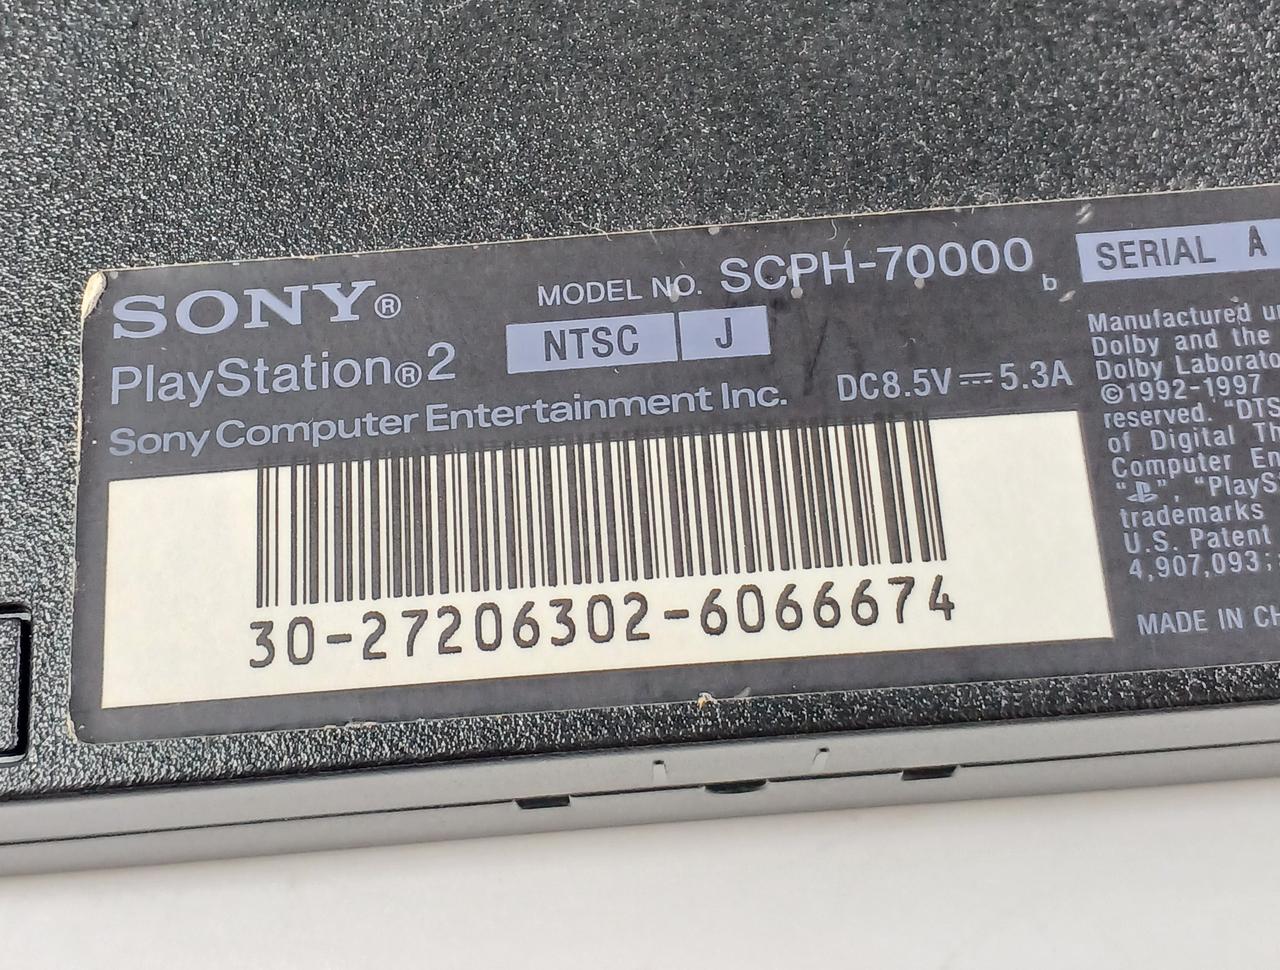 SONY®
PlayStation®2
Sony Computer Entertainment Inc.
MODEL NO. SCPH-70000 b
NTSC J
DC8.5V⎓5.3A
30-27206302-6066674
SERIAL A
Manufactured
Dolby and the
Dolby
©1992-1997
reserved. "DTS
of Digital
Computer
"PlayS
trademarks
U.S. Patent
4,907,093;
MADE IN